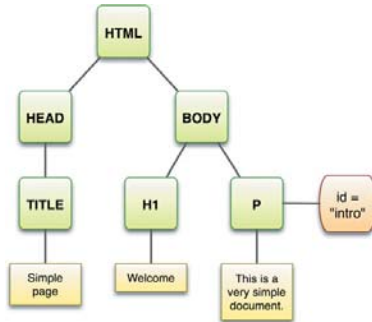 HTML
HEAD
BODY
TITLE
H1
P
id =
"intro"
Simple
page
Welcome
This is a
very simple
document.